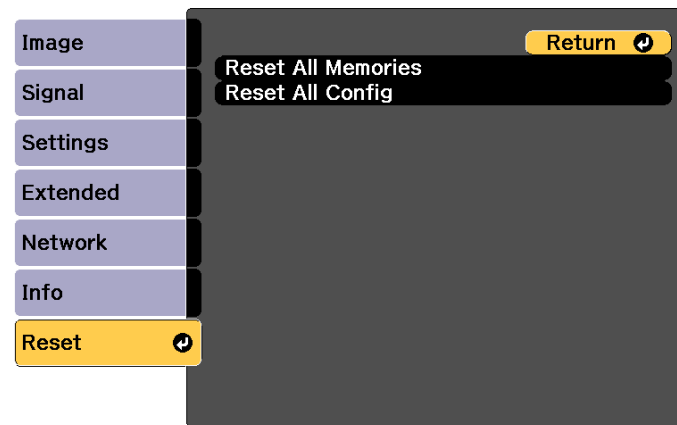 Image
Signal
Settings
Extended
Network
Info
Reset
Return
Reset All Memories
Reset All Config